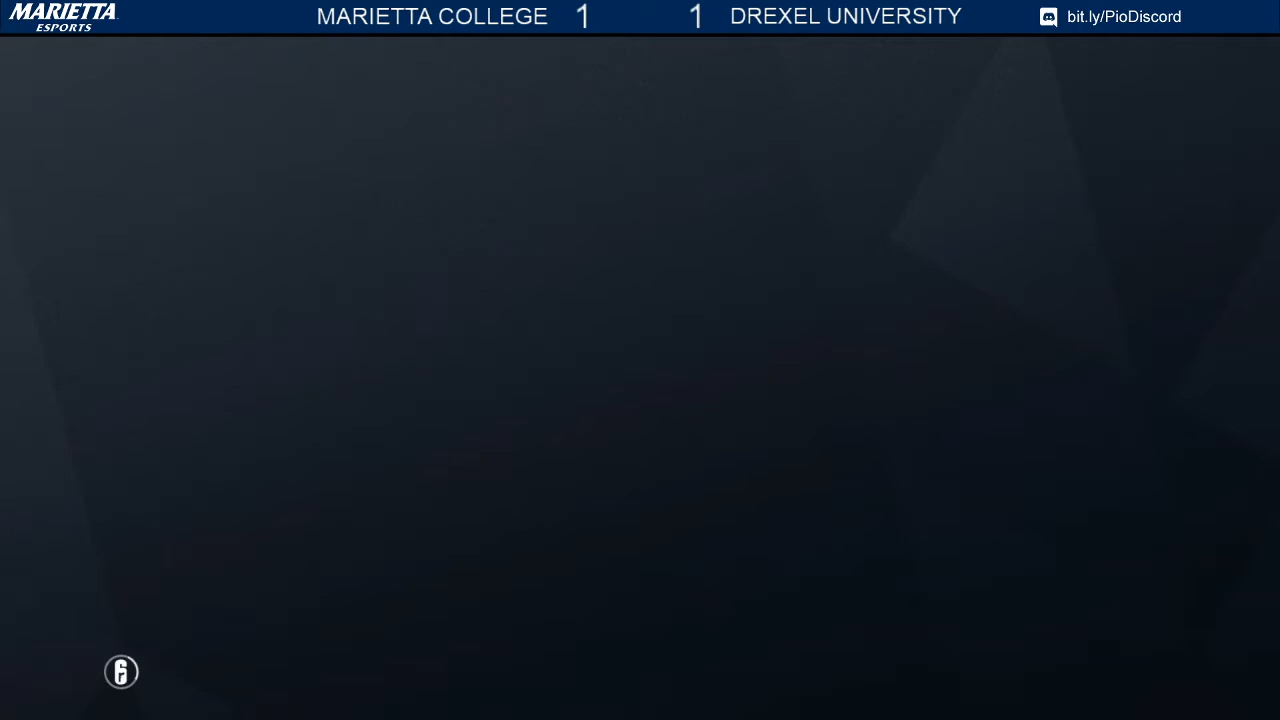 MARIETTA
ESPORTS
MARIETTA COLLEGE 1 1 DREXEL UNIVERSITY
bit.ly/PioDiscord